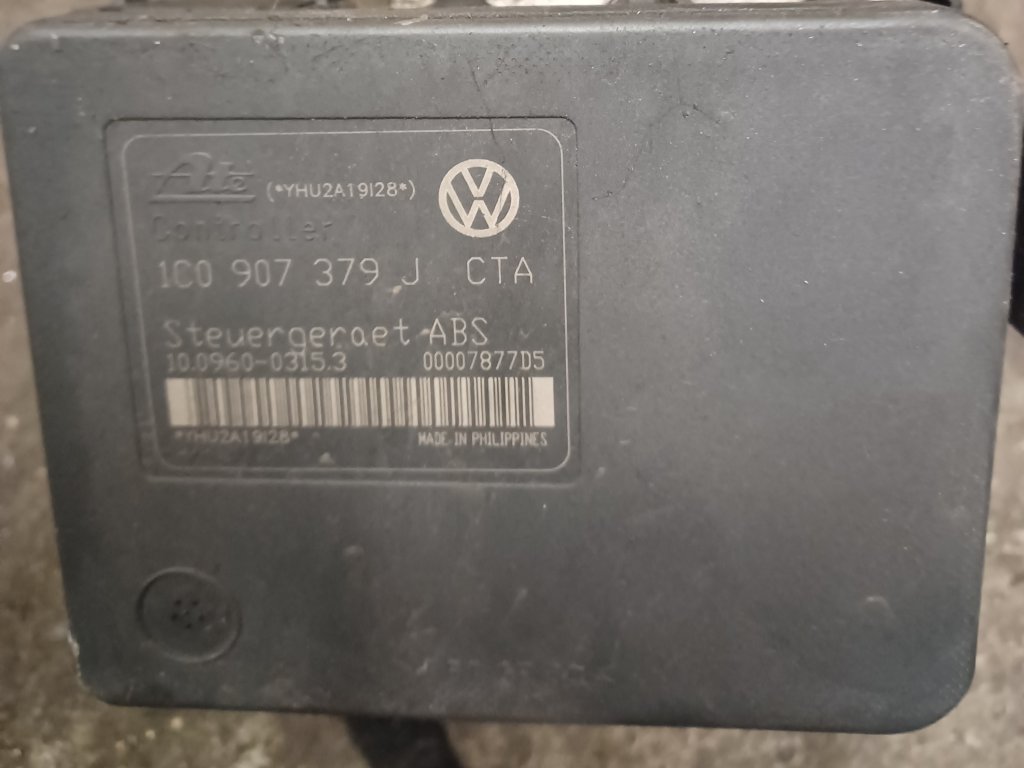 Ate (*YHU2A19I28*)
Controller
1C0 907 379 J CTA
Steuergeraet ABS
10.0960-0315.3 00007877D5
*YHU2A19I28* MADE IN PHILIPPINES